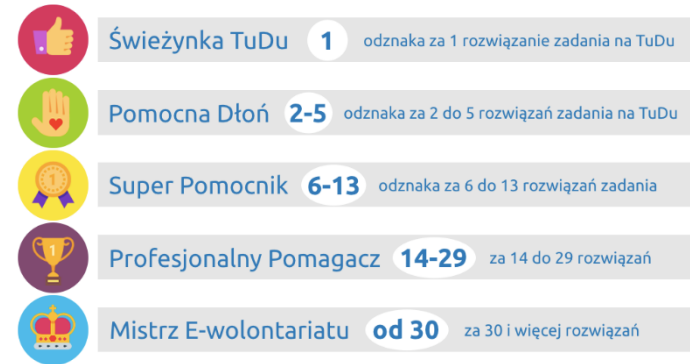 Świeżynka TuDu 1 odznaka za 1 rozwiązanie zadania na TuDu
Pomocna Dłoń 2-5 odznaka za 2 do 5 rozwiązań zadania na TuDu
1
Super Pomocnik 6-13 odznaka za 6 do 13 rozwiązań zadania
1
Profesjonalny Pomagacz 14-29 za 14 do 29 rozwiązań
Mistrz E-wolontariatu od 30 za 30 i więcej rozwiązań